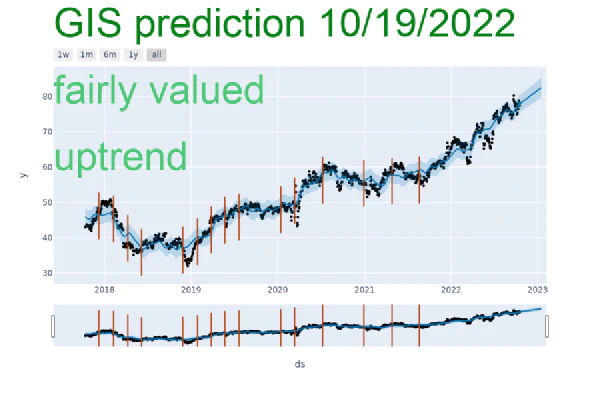 GIS prediction 10/19/2022
1w 1m 6m 1y all
fairly valued
uptrend
80
70
60
50
40
30
y
2018 2019 2020 2021 2022 2023
ds